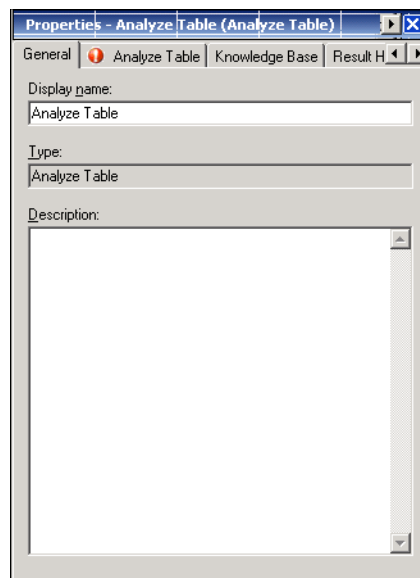 Properties - Analyze Table (Analyze Table)
General Analyze Table Knowledge Base Result H
Display name:
Analyze Table
Type:
Analyze Table
Description: